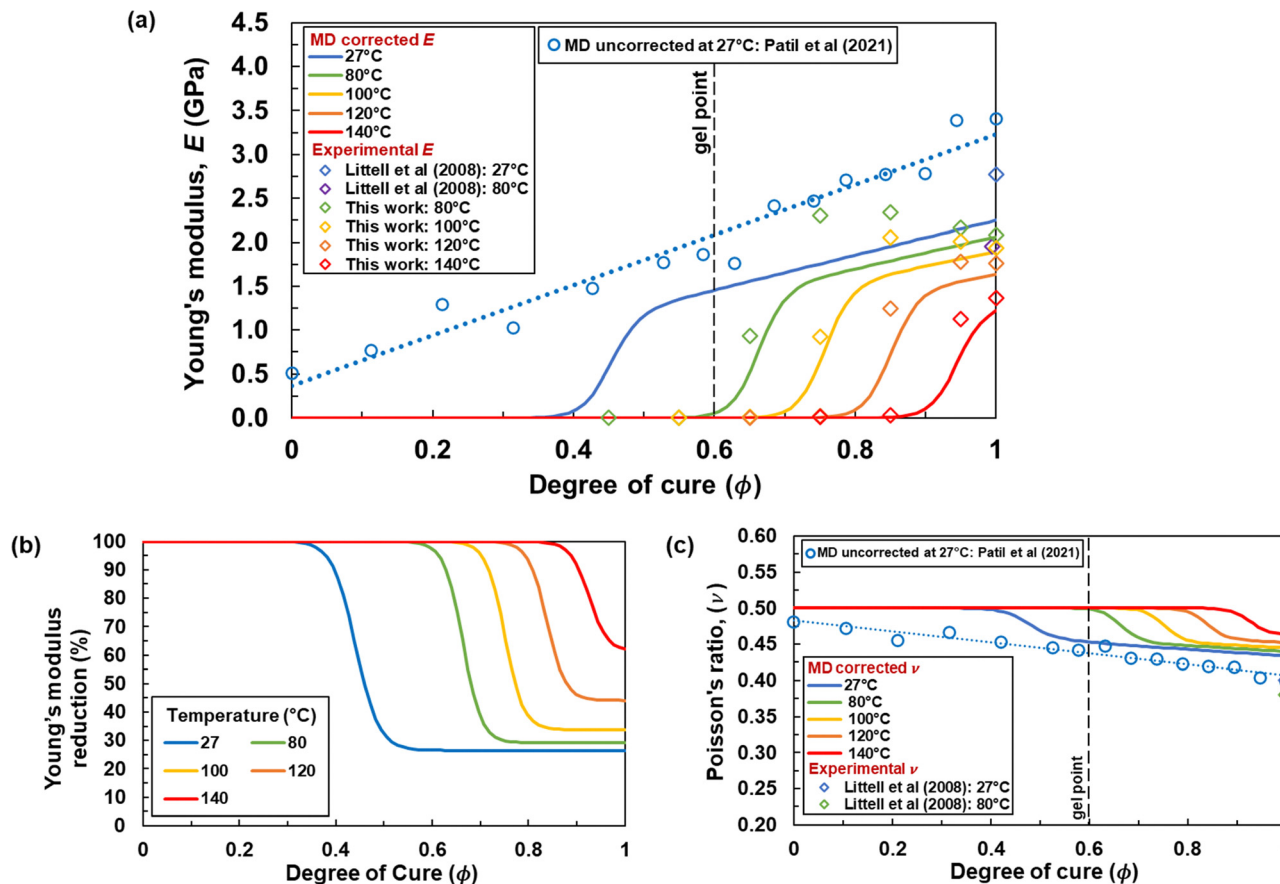 (a)
Young's modulus, E (GPa)
4.5
4.0
3.5
3.0
2.5
2.0
1.5
1.0
0.5
0.0
MD corrected E
27°C
80°C
100°C
120°C
140°C
Experimental E
Littell et al (2008): 27°C
Littell et al (2008): 80°C
This work: 80°C
This work: 100°C
This work: 120°C
This work: 140°C
MD uncorrected at 27°C: Patil et al (2021)
gel point
0 0.2 0.4 0.6 0.8 1
Degree of cure (ϕ)
(b)
Young's modulus
reduction (%)
100
90
80
70
60
50
40
30
20
10
0
Temperature (°C)
27 80
100 120
140
0 0.2 0.4 0.6 0.8 1
Degree of Cure (ϕ)
(c)
Poisson's ratio, (ν)
0.60
0.55
0.50
0.45
0.40
0.35
0.30
0.25
0.20
MD uncorrected at 27°C: Patil et al (2021)
MD corrected ν
27°C
80°C
100°C
120°C
140°C
Experimental ν
Littell et al (2008): 27°C
Littell et al (2008): 80°C
gel point
0 0.2 0.4 0.6 0.8
Degree of cure (ϕ)